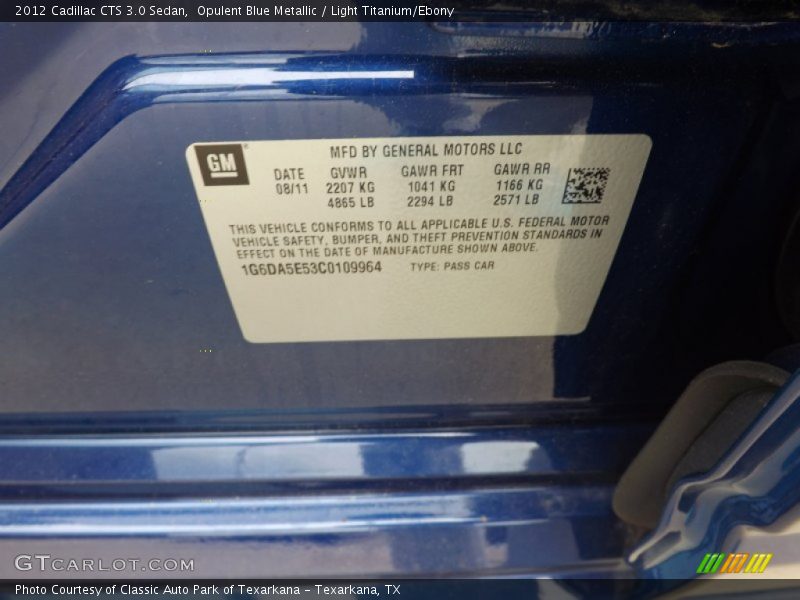 2012 Cadillac CTS 3.0 Sedan, Opulent Blue Metallic / Light Titanium/Ebony
GM
MFD BY GENERAL MOTORS LLC
DATE GVWR GAWR FRT GAWR RR
08/11 2207 KG 1041 KG 1166 KG
4865 LB 2294 LB 2571 LB
THIS VEHICLE CONFORMS TO ALL APPLICABLE U.S. FEDERAL MOTOR
VEHICLE SAFETY, BUMPER, AND THEFT PREVENTION STANDARDS IN
EFFECT ON THE DATE OF MANUFACTURE SHOWN ABOVE.
1G6DA5E53C0109964 TYPE: PASS CAR
GTCARLOT.COM
Photo Courtesy of Classic Auto Park of Texarkana - Texarkana, TX